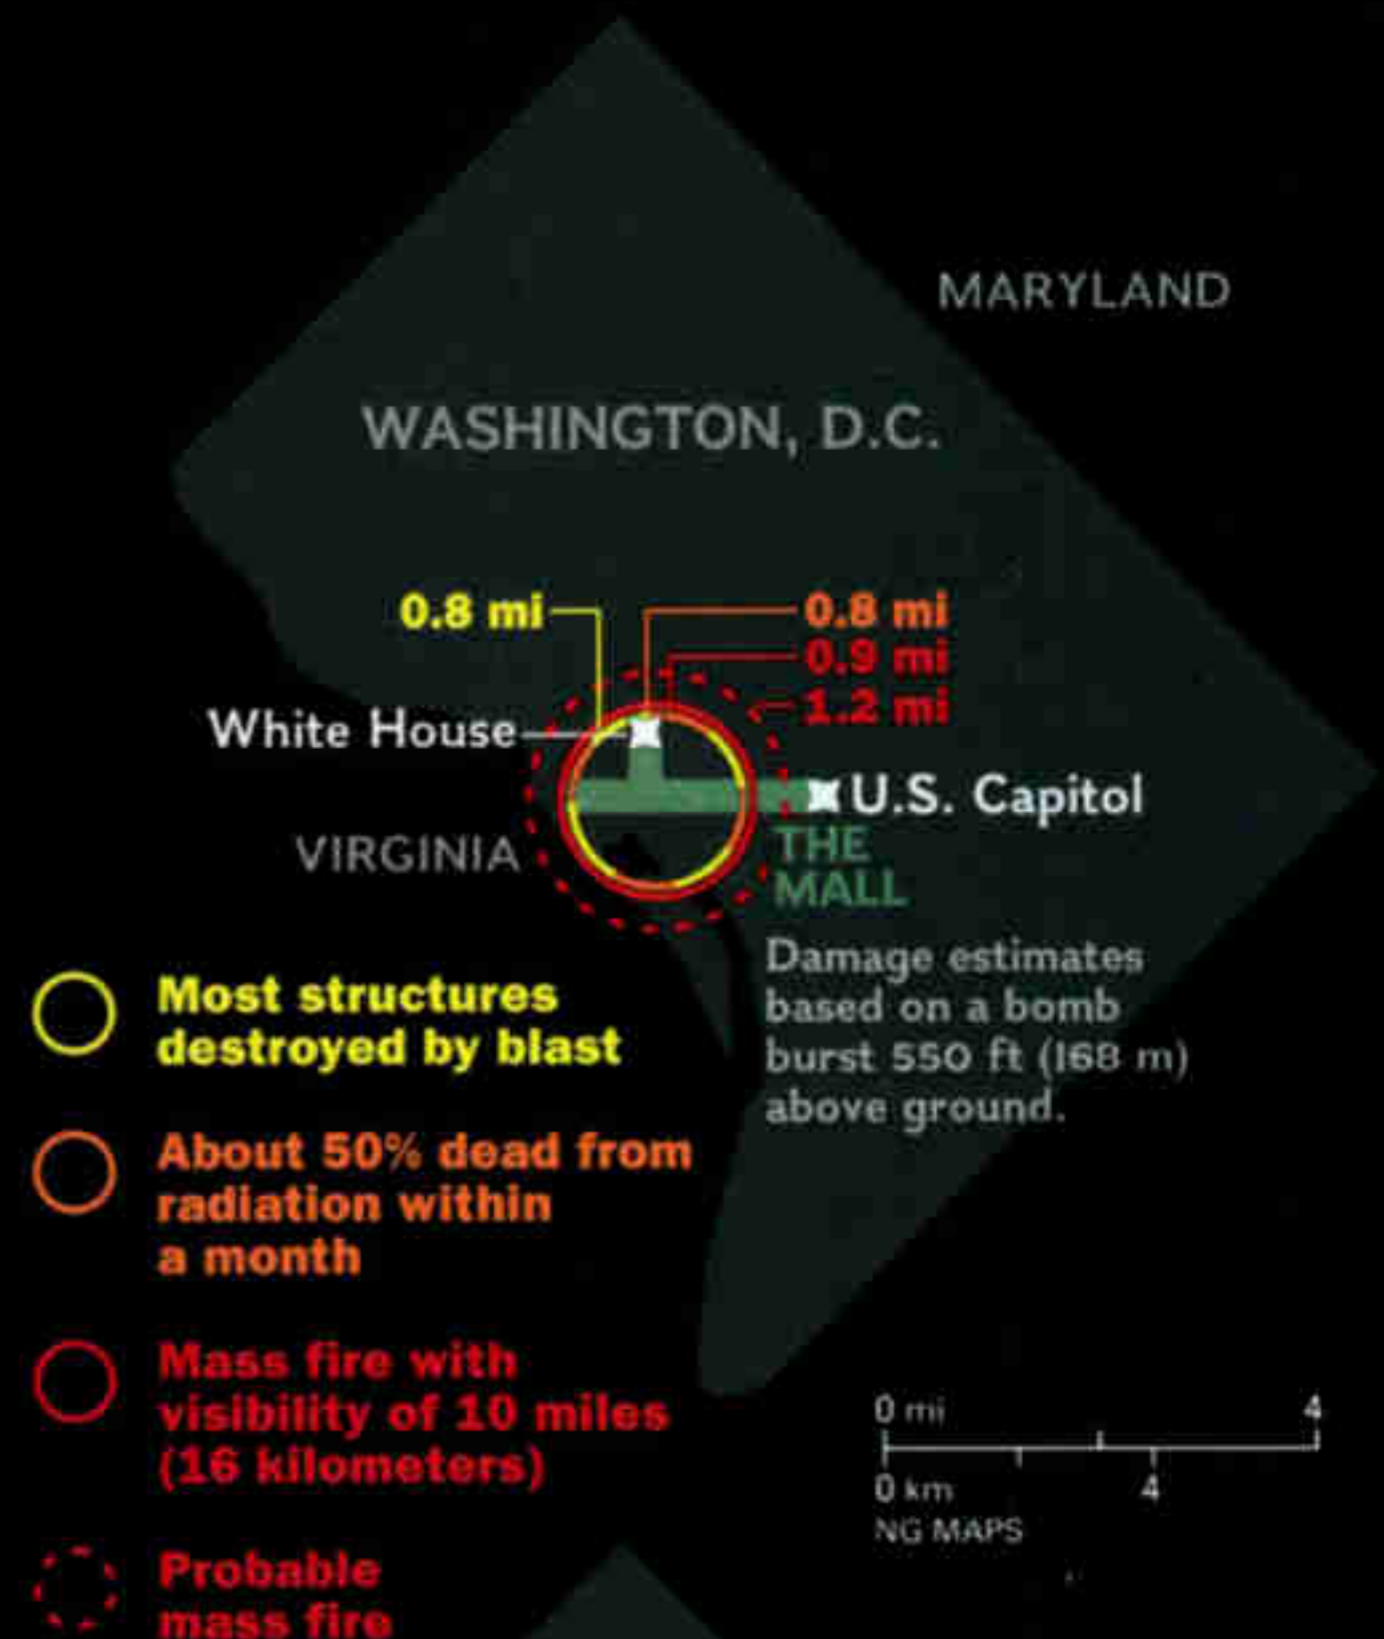 MARYLAND
WASHINGTON, D.C.
0.8 mi
0.8 mi
0.9 mi
1.2 mi
White House
U.S. Capitol
VIRGINIA
THE
MALL
Damage estimates
based on a bomb
burst 550 ft (168 m)
above ground.
Most structures
destroyed by blast
About 50% dead from
radiation within
a month
Mass fire with
visibility of 10 miles
(16 kilometers)
Probable
mass fire
0 mi 4
0 km 4
NG MAPS